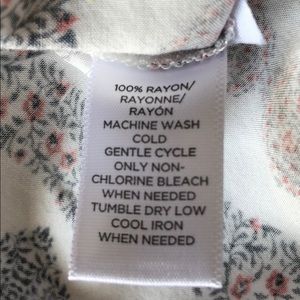 100% RAYON/
RAYONNE/
RAYÓN
MACHINE WASH
COLD
GENTLE CYCLE
ONLY NON-
CHLORINE BLEACH
WHEN NEEDED
TUMBLE DRY LOW
COOL IRON
WHEN NEEDED